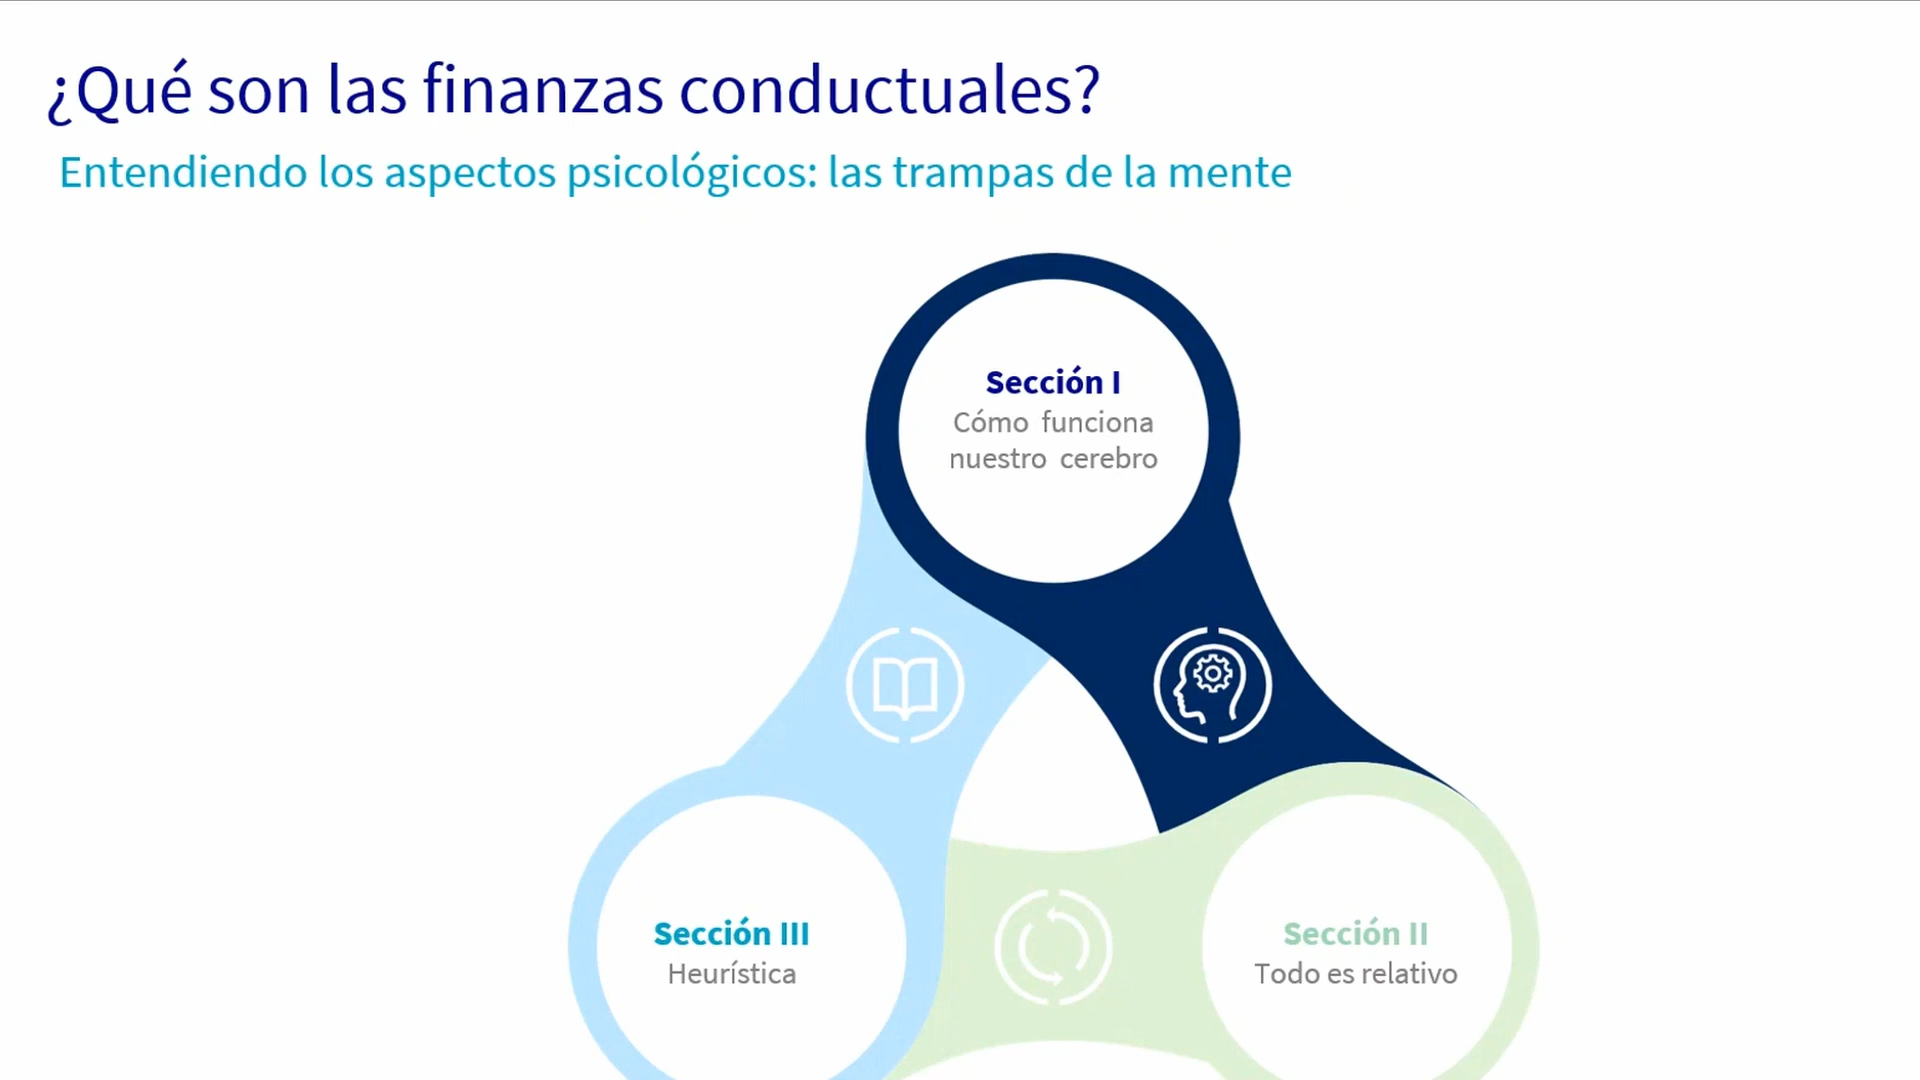 ¿Qué son las finanzas conductuales?
Entendiendo los aspectos psicológicos: las trampas de la mente
Sección I
Cómo funciona
nuestro cerebro
Sección III
Heurística
Sección II
Todo es relativo